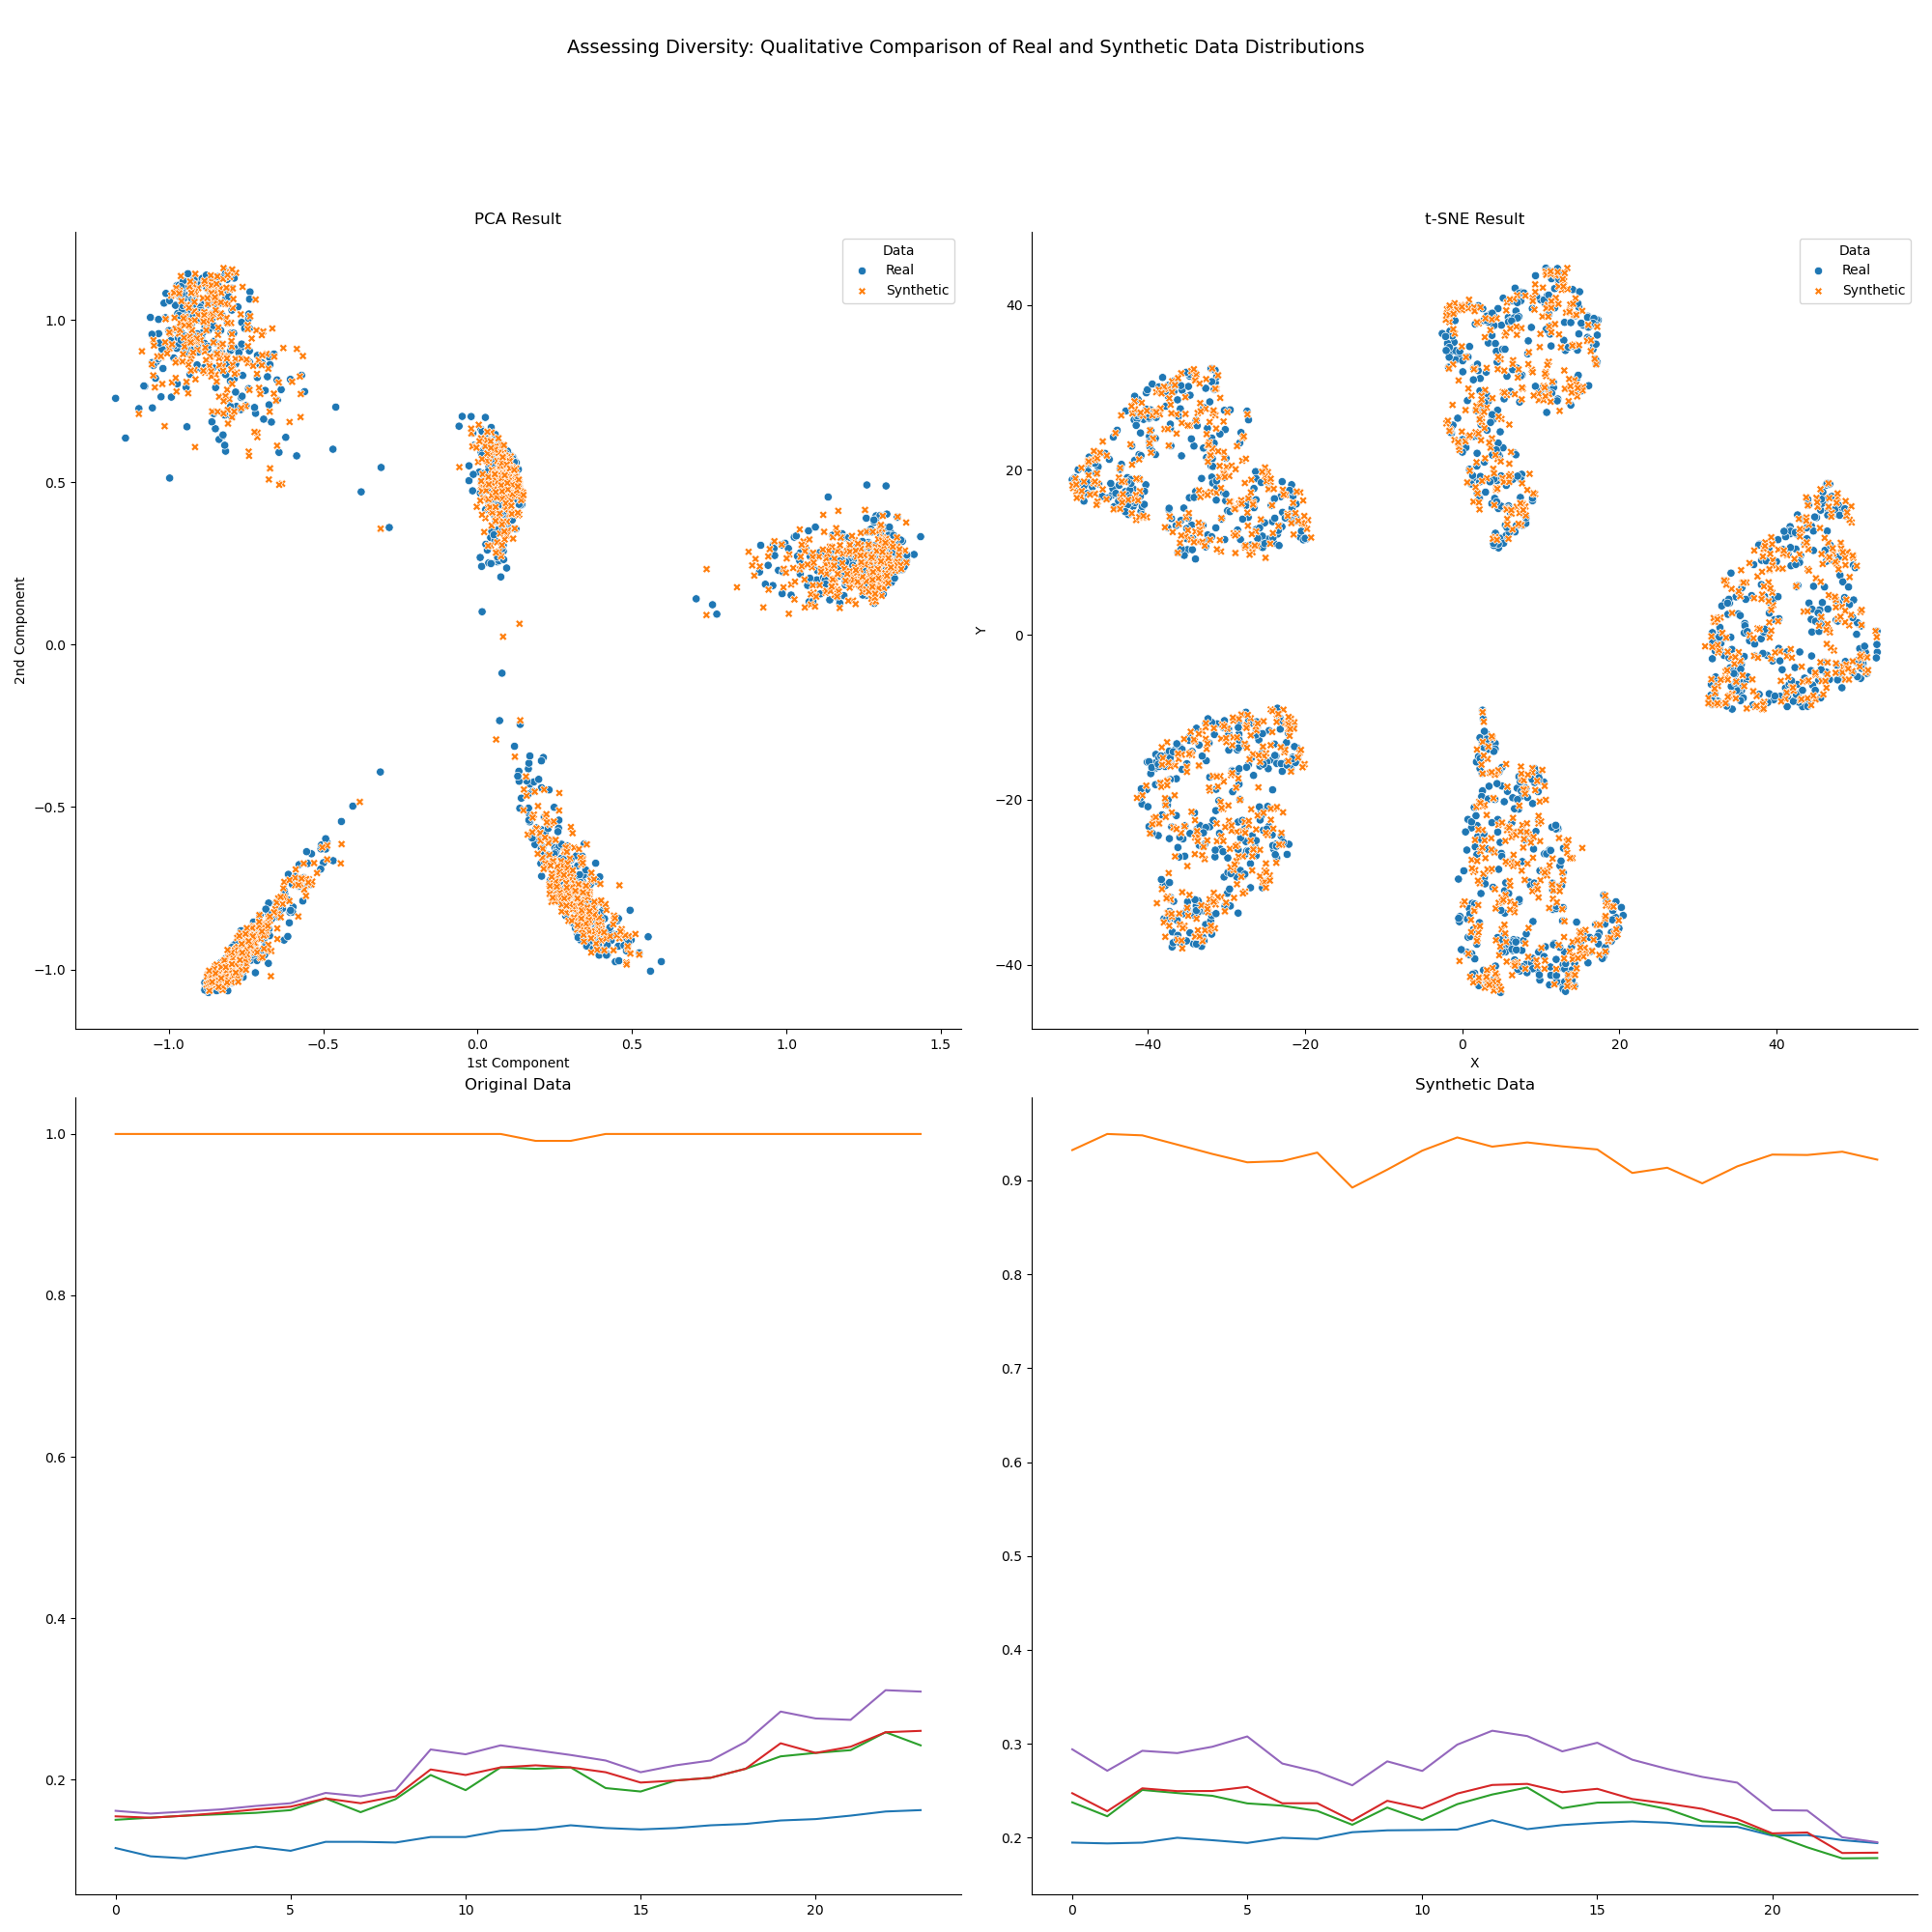 Assessing Diversity: Qualitative Comparison of Real and Synthetic Data Distributions
PCA Result
Data
Real
Synthetic
1.0
0.5
0.0
−0.5
−1.0
2nd Component
−1.0
−0.5
0.0
0.5
1.0
1.5
1st Component
t-SNE Result
Data
Real
Synthetic
40
20
0
−20
−40
Y
−40
−20
0
20
40
X
Original Data
1.0
0.8
0.6
0.4
0.2
0
5
10
15
20
Synthetic Data
0.9
0.8
0.7
0.6
0.5
0.4
0.3
0.2
0
5
10
15
20